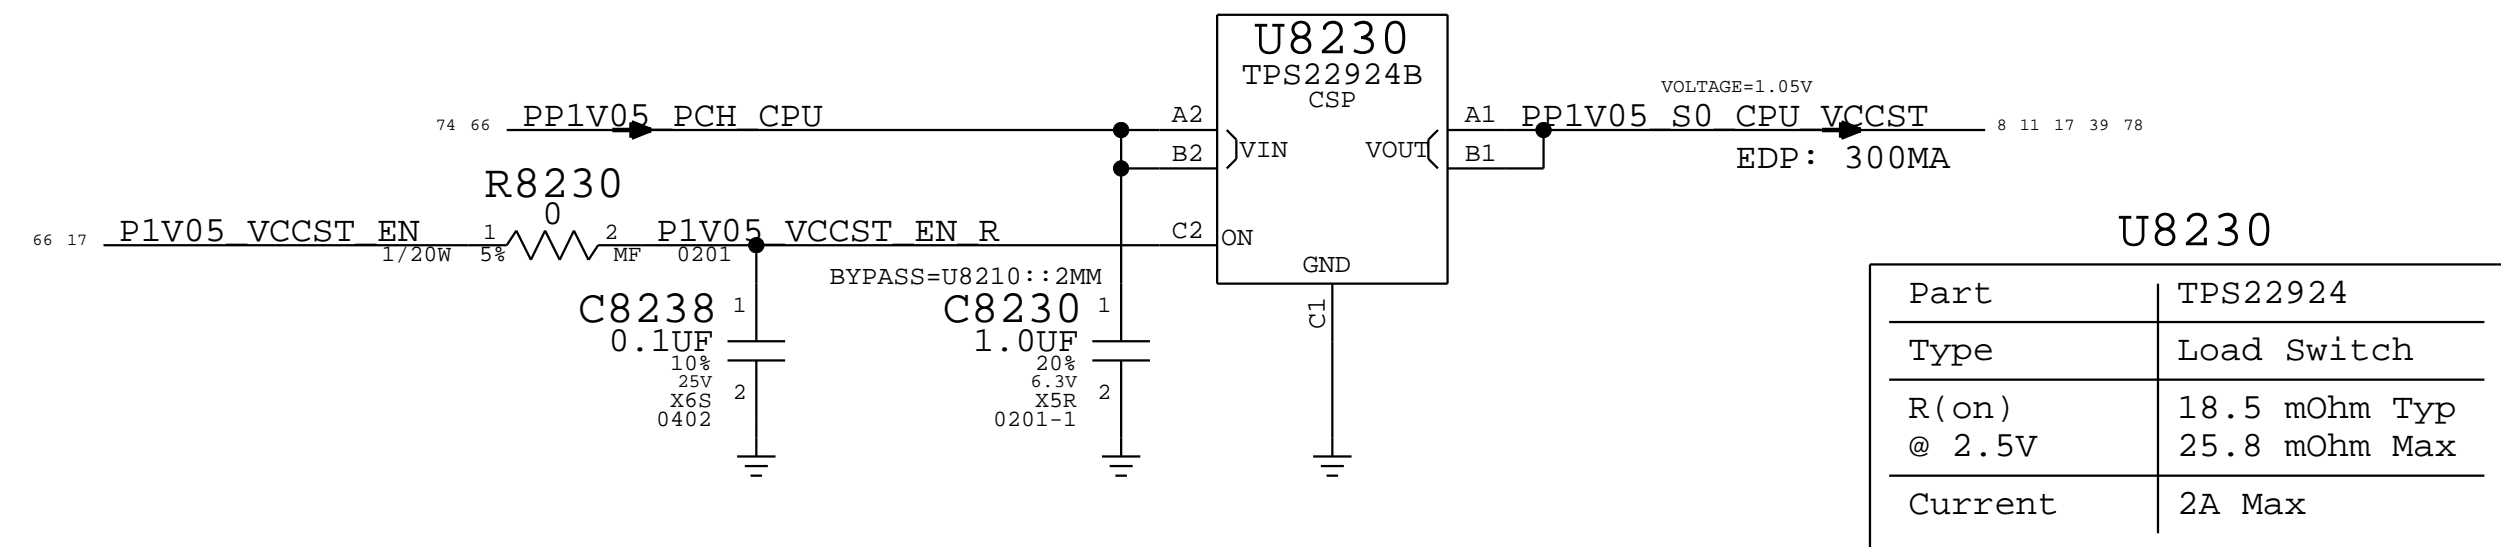 U8230
TPS22924B
CSP
VOLTAGE=1.05V
74 66 PP1V05_PCH_CPU A2 A1 PP1V05_S0_CPU_VCCST 8 11 17 39 78
B2 VIN VOUT B1 EDP: 300MA
R8230
0
66 17 P1V05_VCCST_EN 1 2 P1V05_VCCST_EN_R C2 ON
1/20W 5% MF 0201
GND
C1
BYPASS=U8210::2MM
C8238 1
0.1UF
10%
25V
X6S
0402
2
C8230 1
1.0UF
20%
6.3V
X5R
0201-1
2
U8230
Part TPS22924
Type Load Switch
R(on) 18.5 mOhm Typ
@ 2.5V 25.8 mOhm Max
Current 2A Max